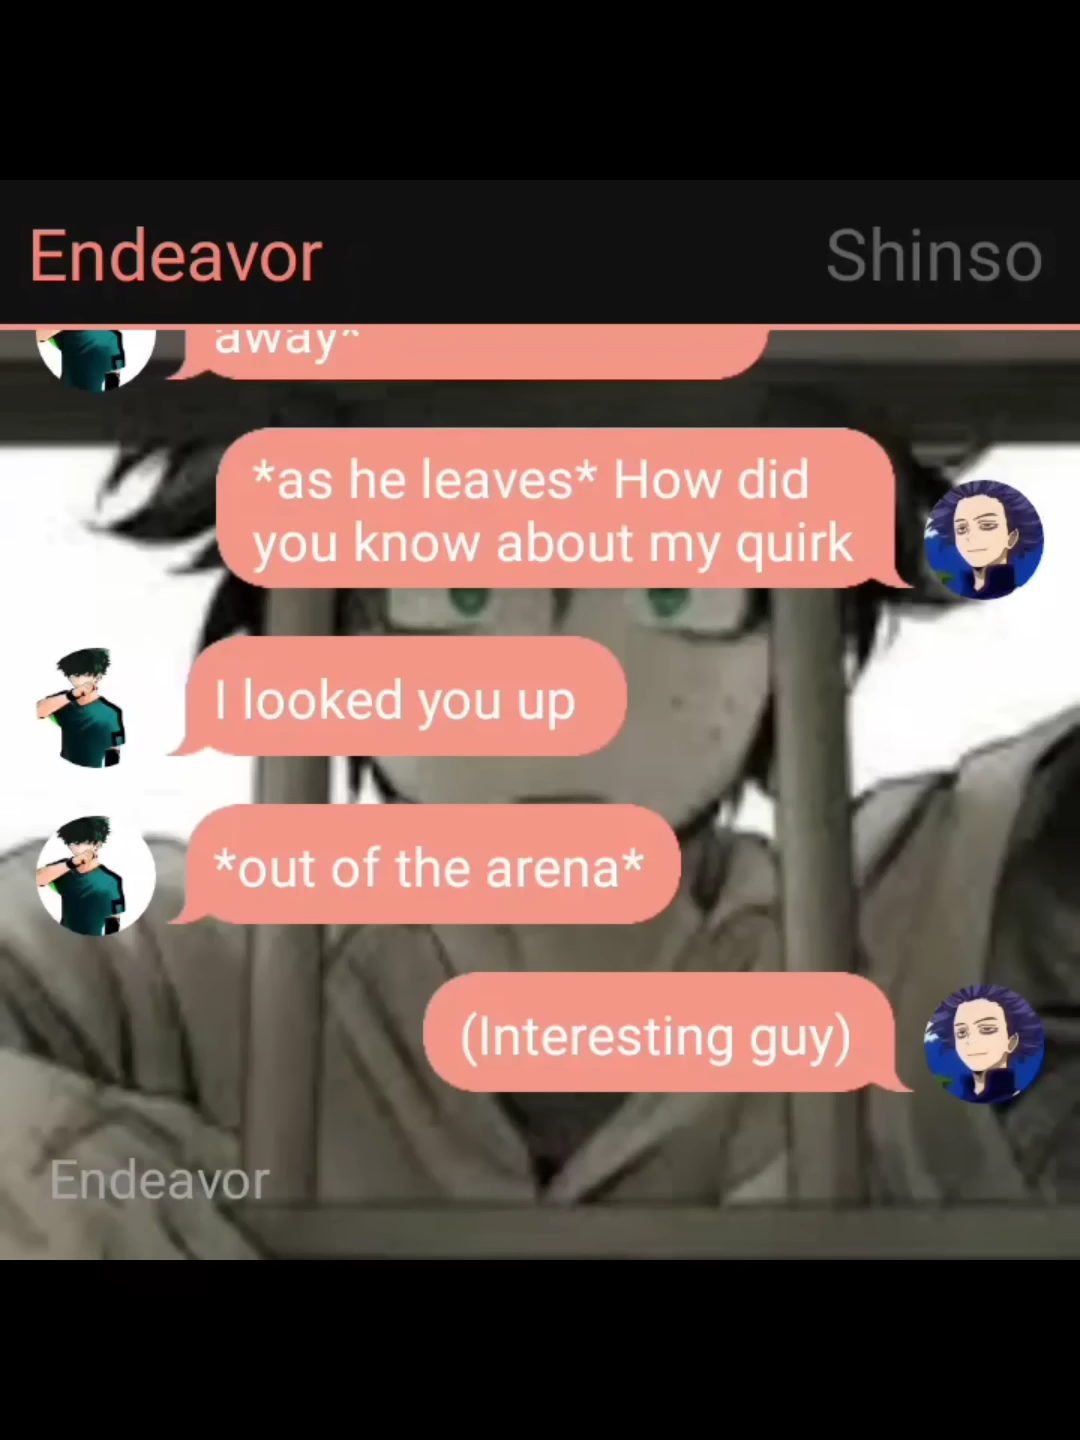 Endeavor
Shinso
away*
*as he leaves* How did
you know about my quirk
I looked you up
*out of the arena*
(Interesting guy)
Endeavor